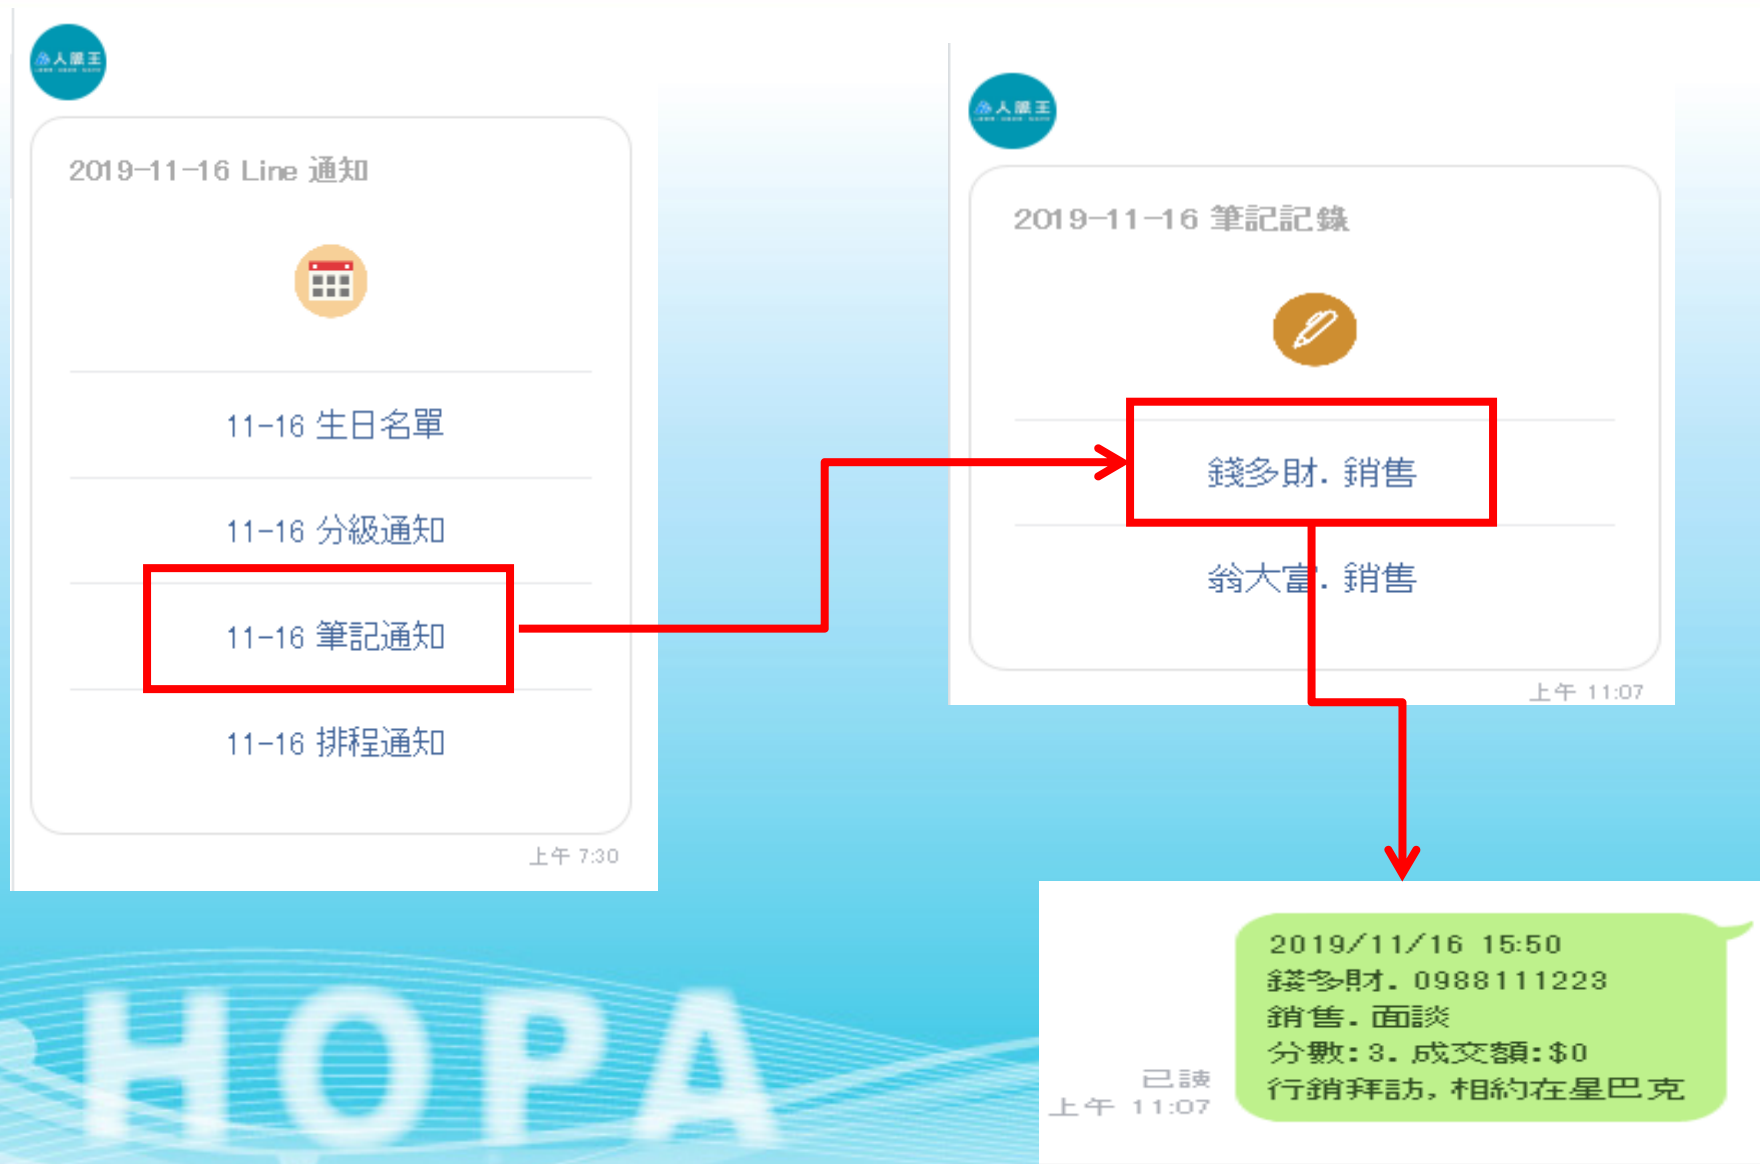 人脈王
2019-11-16 Line 通知
11-16 生日名單
11-16 分級通知
11-16 筆記通知
11-16 排程通知
上午 7:30
人脈王
2019-11-16 筆記記錄
錢多財. 銷售
翁大富. 銷售
上午 11:07
2019/11/16 15:50
錢多財. 0988111223
銷售. 面談
分數:3. 成交額:$0
行銷拜訪, 相約在星巴克
已讀
上午 11:07
HOPA